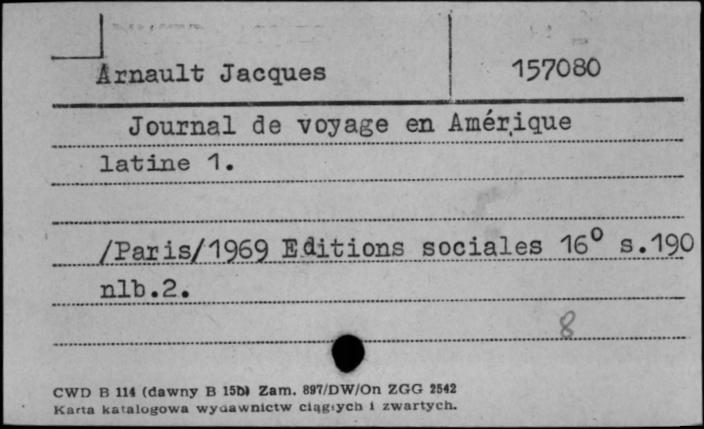 Arnault Jacques 157080
Journal de voyage en Amérique
latine 1.
/Paris/1969 Editions sociales 16° s.190
nlb.2.
8
CWD B 114 (dawny B 15b) Zam. 897/DW/On ZGG 2542
Karta katalogowa wydawnictw ciągłych i zwartych.